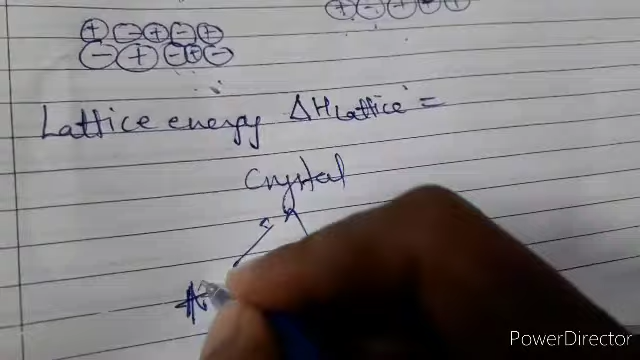 ⊕ ⊖ ⊕ ⊖ ⊕
⊕ ⊖ ⊕ ⊖ ⊕
⊖ ⊕ ⊖ ⊕ ⊖
Lattice energy ΔHLattice =
Crystal
PowerDirector